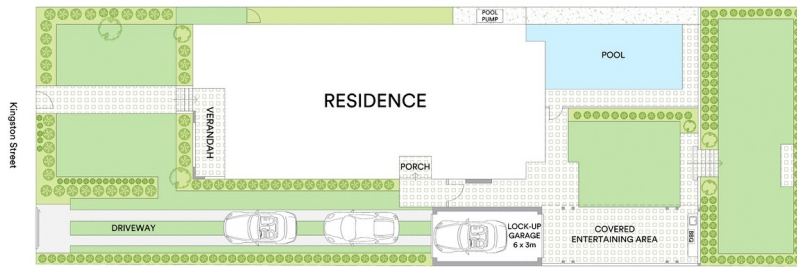 POOL
PUMP
POOL
RESIDENCE
Kingston Street
VERANDAH
PORCH
DRIVEWAY
LOCK-UP
GARAGE
6 x 3m
COVERED
ENTERTAINING AREA
BBQ